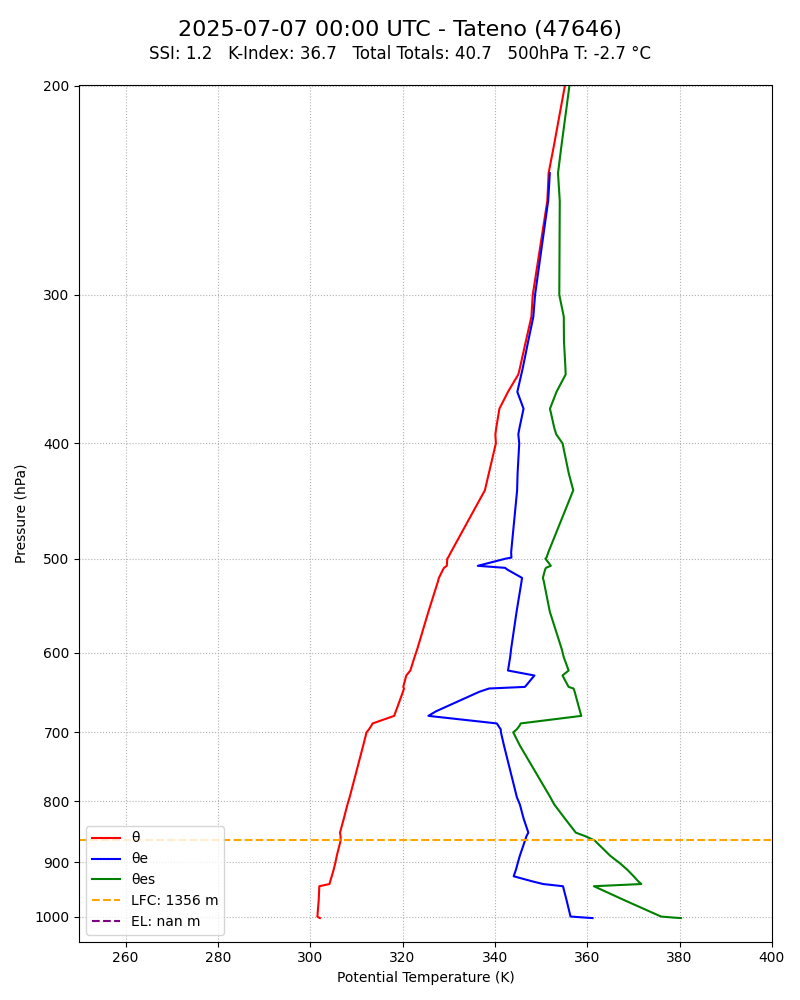 2025-07-07 00:00 UTC - Tateno (47646)
SSI: 1.2   K-Index: 36.7   Total Totals: 40.7   500hPa T: -2.7 °C
200
300
400
500
600
700
800
900
1000
Pressure (hPa)
θ
θe
θes
LFC: 1356 m
EL: nan m
260 280 300 320 340 360 380 400
Potential Temperature (K)